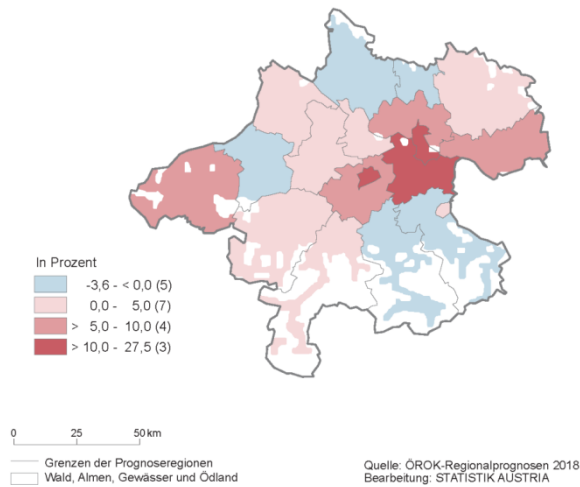 In Prozent
-3,6 - < 0,0 (5)
0,0 - 5,0 (7)
> 5,0 - 10,0 (4)
> 10,0 - 27,5 (3)
0 25 50 km
Grenzen der Prognoseregionen
Wald, Almen, Gewässer und Ödland
Quelle: ÖROK-Regionalprognosen 2018
Bearbeitung: STATISTIK AUSTRIA